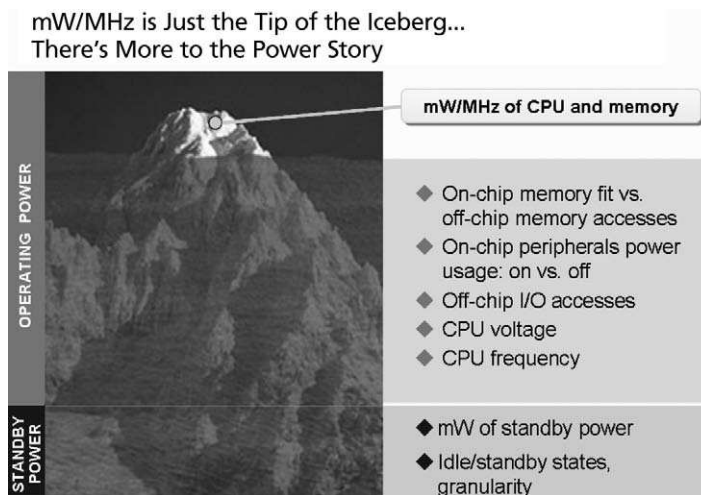 mW/MHz is Just the Tip of the Iceberg...
There's More to the Power Story
mW/MHz of CPU and memory
OPERATING POWER
◆ On-chip memory fit vs.
off-chip memory accesses
◆ On-chip peripherals power
usage: on vs. off
◆ Off-chip I/O accesses
◆ CPU voltage
◆ CPU frequency
STANDBY
POWER
◆ mW of standby power
◆ Idle/standby states,
granularity